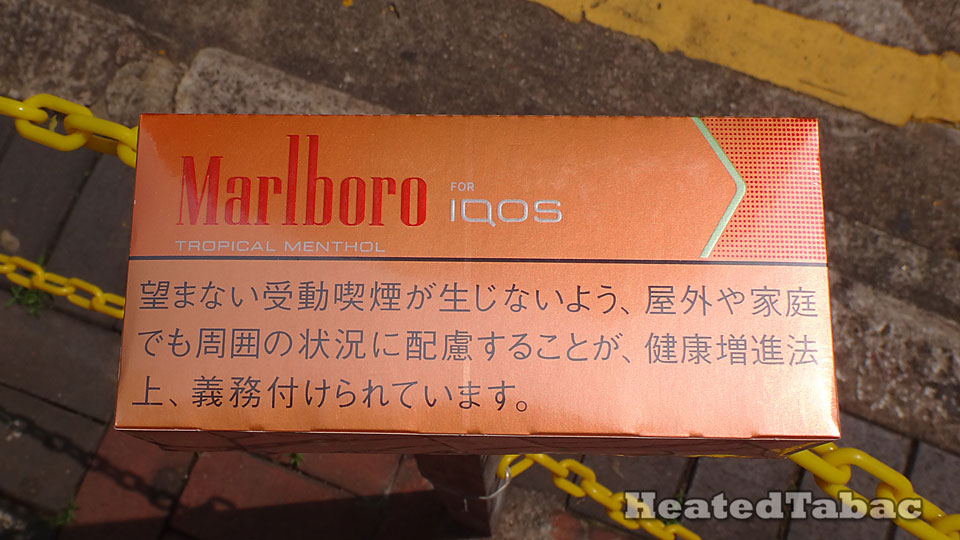 Marlboro FOR IQOS
TROPICAL MENTHOL
望まない受動喫煙が生じないよう、屋外や家庭
でも周囲の状況に配慮することが、健康増進法
上、義務付けられています。
HeatedTabac